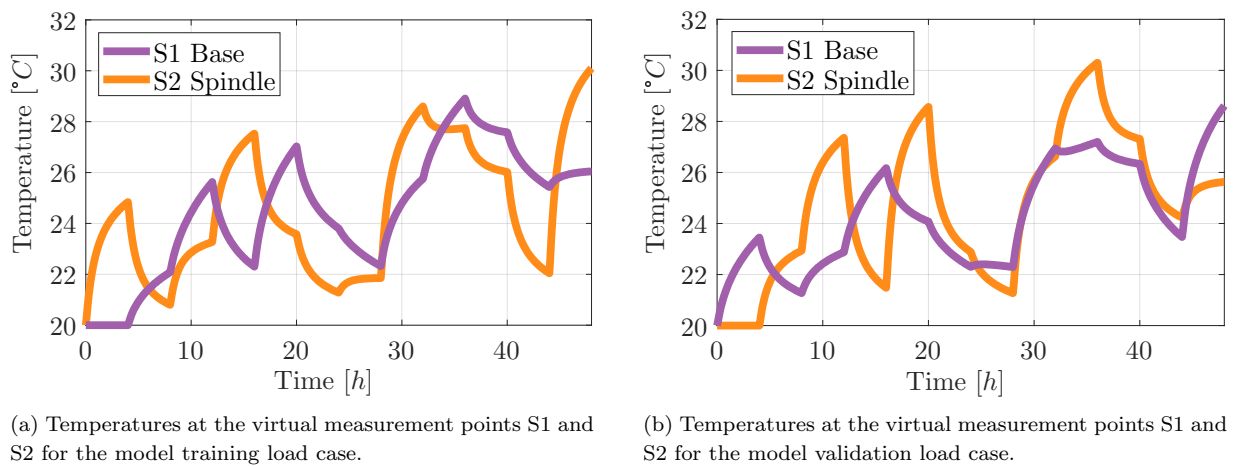 32
30
28
26
24
22
20
Temperature [°C]
S1 Base
S2 Spindle
0
10
20
30
40
Time [h]
(a) Temperatures at the virtual measurement points S1 and
S2 for the model training load case.
32
30
28
26
24
22
20
Temperature [°C]
S1 Base
S2 Spindle
0
10
20
30
40
Time [h]
(b) Temperatures at the virtual measurement points S1 and
S2 for the model validation load case.